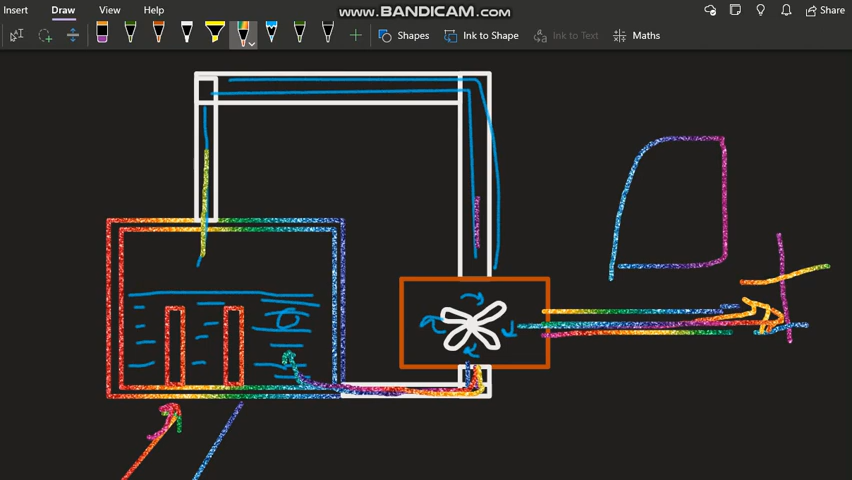 www.BANDICAM.com
Insert Draw View Help Share
Shapes Ink to Shape Ink to Text Maths